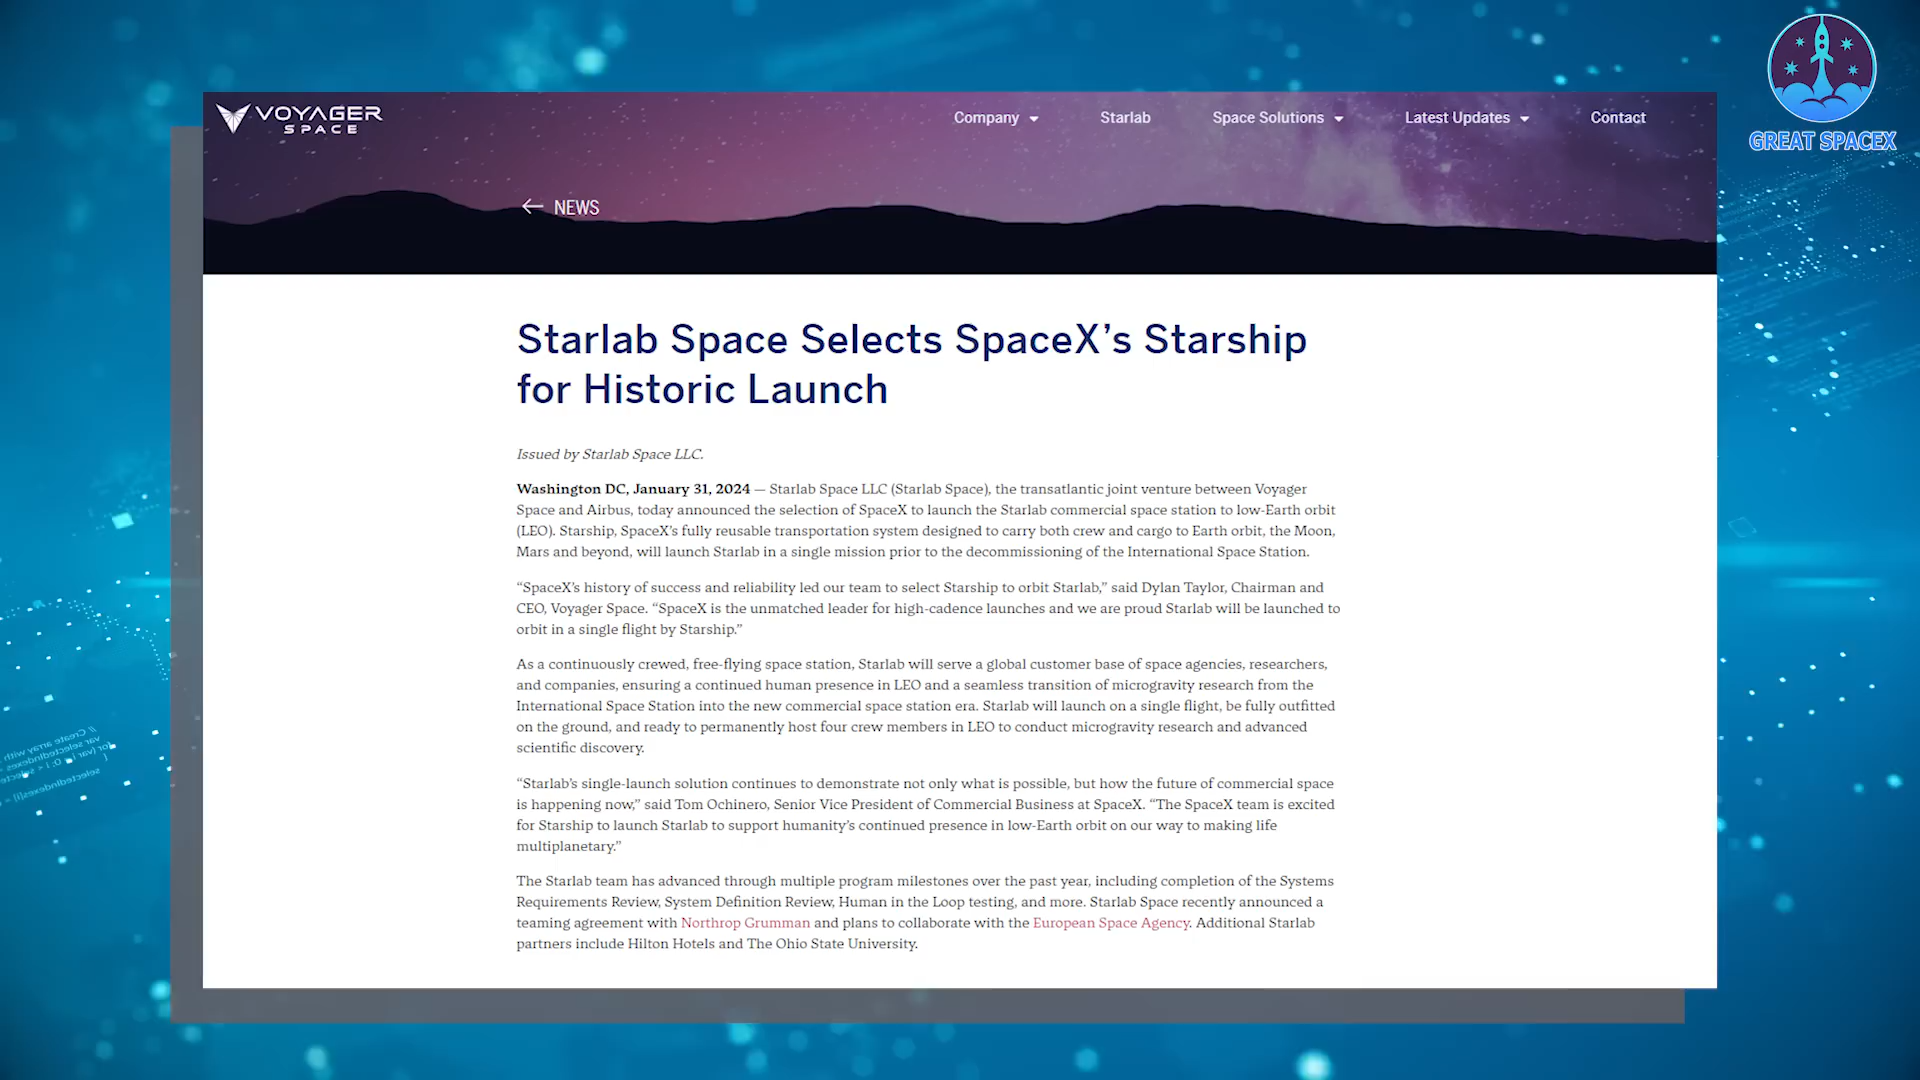 VOYAGER
SPACE
Company
Starlab
Space Solutions
Latest Updates
Contact
GREAT SPACEX
NEWS
Starlab Space Selects SpaceX’s Starship
for Historic Launch
Issued by Starlab Space LLC.
Washington DC, January 31, 2024 — Starlab Space LLC (Starlab Space), the transatlantic joint venture between Voyager
Space and Airbus, today announced the selection of SpaceX to launch the Starlab commercial space station to low-Earth orbit
(LEO). Starship, SpaceX’s fully reusable transportation system designed to carry both crew and cargo to Earth orbit, the Moon,
Mars and beyond, will launch Starlab in a single mission prior to the decommissioning of the International Space Station.
“SpaceX’s history of success and reliability led our team to select Starship to orbit Starlab,” said Dylan Taylor, Chairman and
CEO, Voyager Space. “SpaceX is the unmatched leader for high-cadence launches and we are proud Starlab will be launched to
orbit in a single flight by Starship.”
As a continuously crewed, free-flying space station, Starlab will serve a global customer base of space agencies, researchers,
and companies, ensuring a continued human presence in LEO and a seamless transition of microgravity research from the
International Space Station into the new commercial space station era. Starlab will launch on a single flight, be fully outfitted
on the ground, and ready to permanently host four crew members in LEO to conduct microgravity research and advanced
scientific discovery.
“Starlab’s single-launch solution continues to demonstrate not only what is possible, but how the future of commercial space
is happening now,” said Tom Ochinero, Senior Vice President of Commercial Business at SpaceX. “The SpaceX team is excited
for Starship to launch Starlab to support humanity’s continued presence in low-Earth orbit on our way to making life
multiplanetary.”
The Starlab team has advanced through multiple program milestones over the past year, including completion of the Systems
Requirements Review, System Definition Review, Human in the Loop testing, and more. Starlab Space recently announced a
teaming agreement with Northrop Grumman and plans to collaborate with the European Space Agency. Additional Starlab
partners include Hilton Hotels and The Ohio State University.
// Create array with